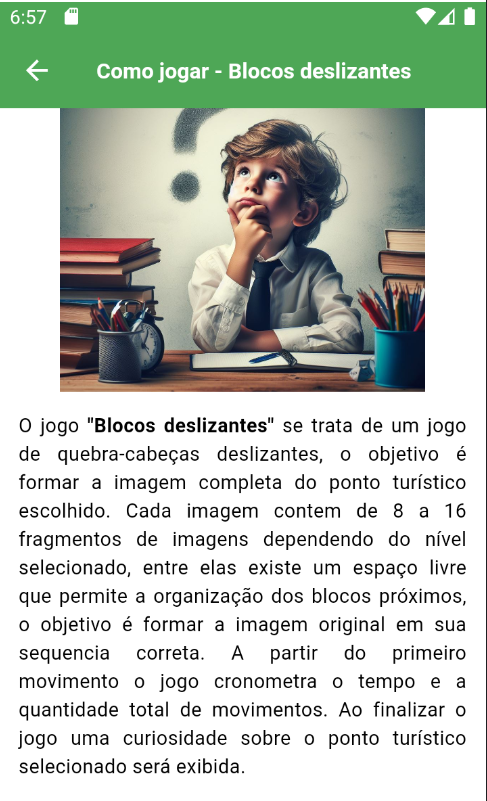 6:57
Como jogar - Blocos deslizantes
?
O jogo "Blocos deslizantes" se trata de um jogo
de quebra-cabeças deslizantes, o objetivo é
formar a imagem completa do ponto turístico
escolhido. Cada imagem contem de 8 a 16
fragmentos de imagens dependendo do nível
selecionado, entre elas existe um espaço livre
que permite a organização dos blocos próximos,
o objetivo é formar a imagem original em sua
sequencia correta. A partir do primeiro
movimento o jogo cronometra o tempo e a
quantidade total de movimentos. Ao finalizar o
jogo uma curiosidade sobre o ponto turístico
selecionado será exibida.